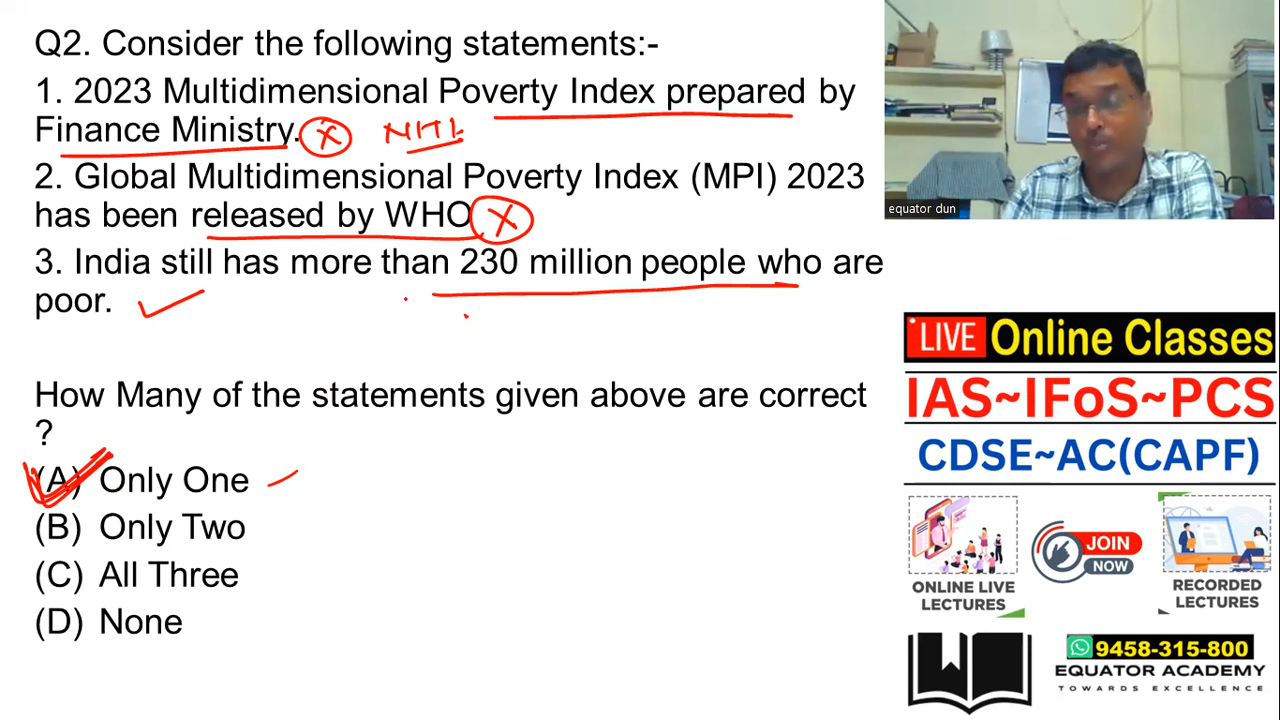 Q2. Consider the following statements:-
1. 2023 Multidimensional Poverty Index prepared by
Finance Ministry.
NITI
2. Global Multidimensional Poverty Index (MPI) 2023
has been released by WHO
3. India still has more than 230 million people who are
poor.
How Many of the statements given above are correct
?
(A) Only One
(B) Only Two
(C) All Three
(D) None
equator dun
LIVE Online Classes
IAS~IFoS~PCS
CDSE~AC(CAPF)
ONLINE LIVE
LECTURES
JOIN
NOW
RECORDED
LECTURES
9458-315-800
EQUATOR ACADEMY
TOWARDS EXCELLENCE